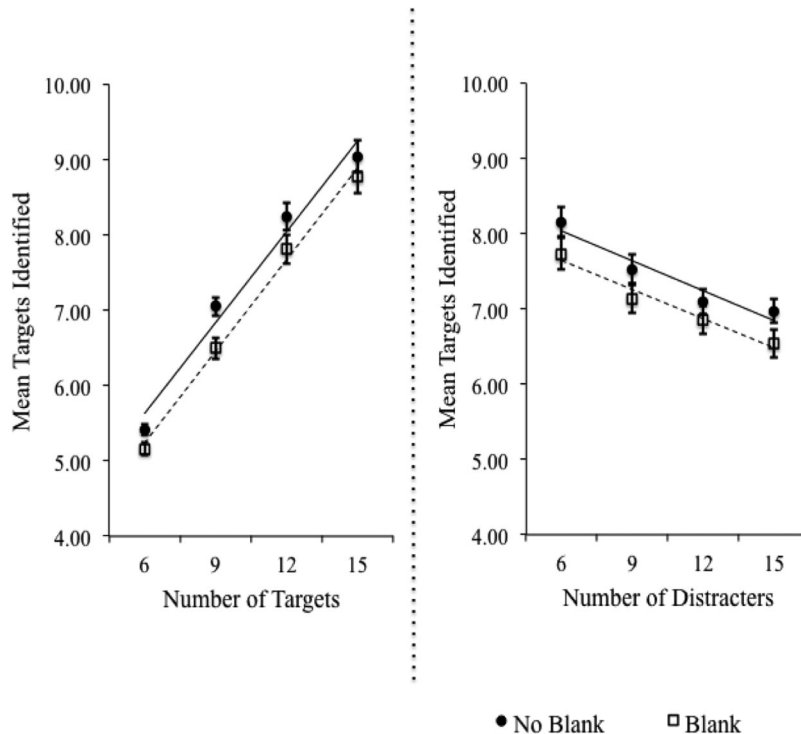 10.00
9.00
8.00
7.00
6.00
5.00
4.00
Mean Targets Identified
6 9 12 15
Number of Targets
10.00
9.00
8.00
7.00
6.00
5.00
4.00
Mean Targets Identified
6 9 12 15
Number of Distracters
No Blank Blank